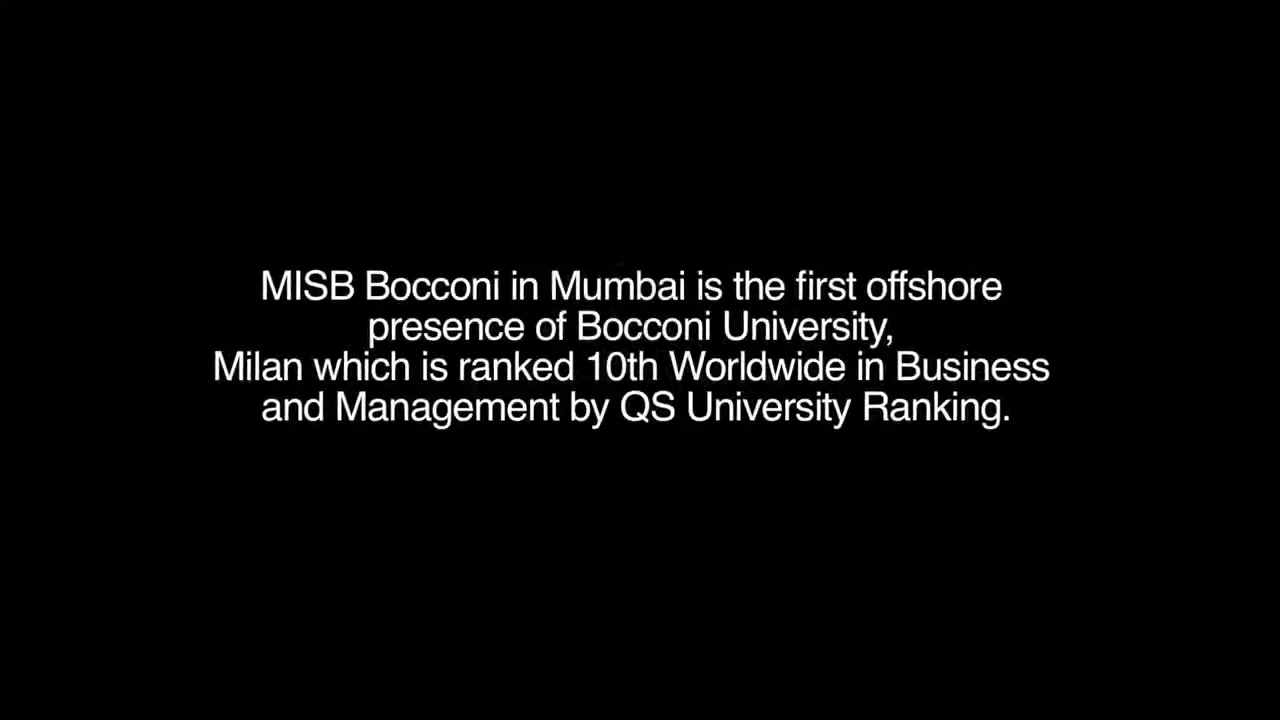 MISB Bocconi in Mumbai is the first offshore
presence of Bocconi University,
Milan which is ranked 10th Worldwide in Business
and Management by QS University Ranking.